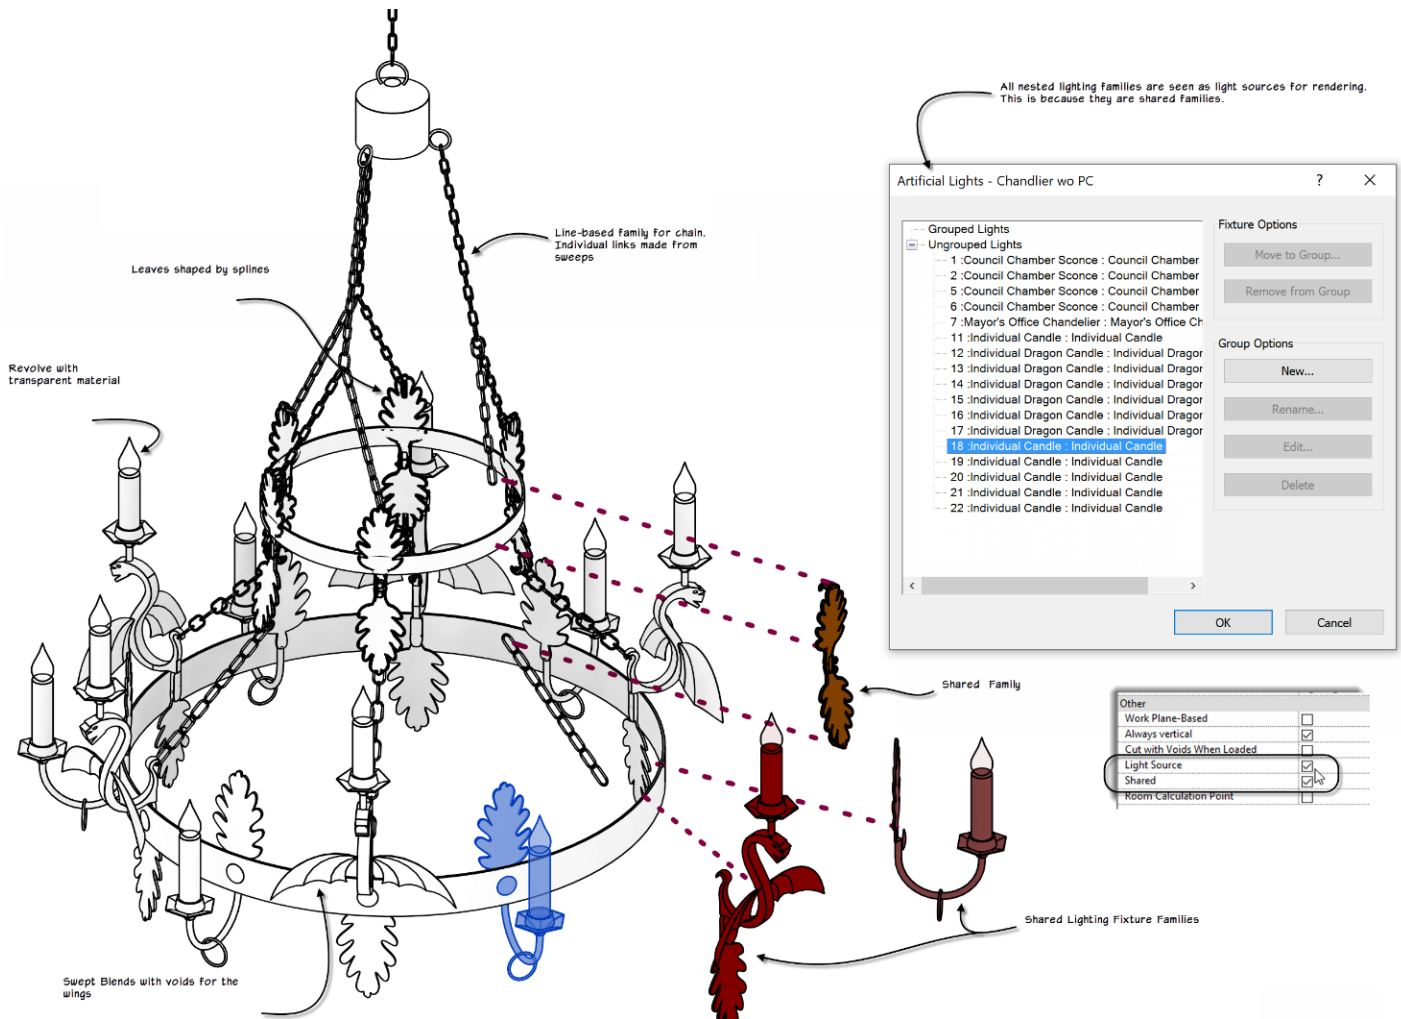 All nested lighting families are seen as light sources for rendering.
This is because they are shared families.
Artificial Lights - Chandlier wo PC
?
X
Grouped Lights
Ungrouped Lights
1 :Council Chamber Sconce : Council Chamber
2 :Council Chamber Sconce : Council Chamber
5 :Council Chamber Sconce : Council Chamber
6 :Council Chamber Sconce : Council Chamber
7 :Mayor's Office Chandelier : Mayor's Office Ch
11 :Individual Candle : Individual Candle
12 :Individual Dragon Candle : Individual Dragor
13 :Individual Dragon Candle : Individual Dragor
14 :Individual Dragon Candle : Individual Dragor
15 :Individual Dragon Candle : Individual Dragor
16 :Individual Dragon Candle : Individual Dragor
17 :Individual Dragon Candle : Individual Dragor
18 :Individual Candle : Individual Candle
19 :Individual Candle : Individual Candle
20 :Individual Candle : Individual Candle
21 :Individual Candle : Individual Candle
22 :Individual Candle : Individual Candle
Fixture Options
Move to Group...
Remove from Group
Group Options
New...
Rename...
Edit...
Delete
OK
Cancel
Line-based family for chain.
Individual links made from
sweeps
Leaves shaped by splines
Revolve with
transparent material
Shared Family
Other
Work Plane-Based
Always vertical
Cut with Voids When Loaded
Light Source
Shared
Room Calculation Point
Shared Lighting Fixture Families
Swept Blends with voids for the
wings